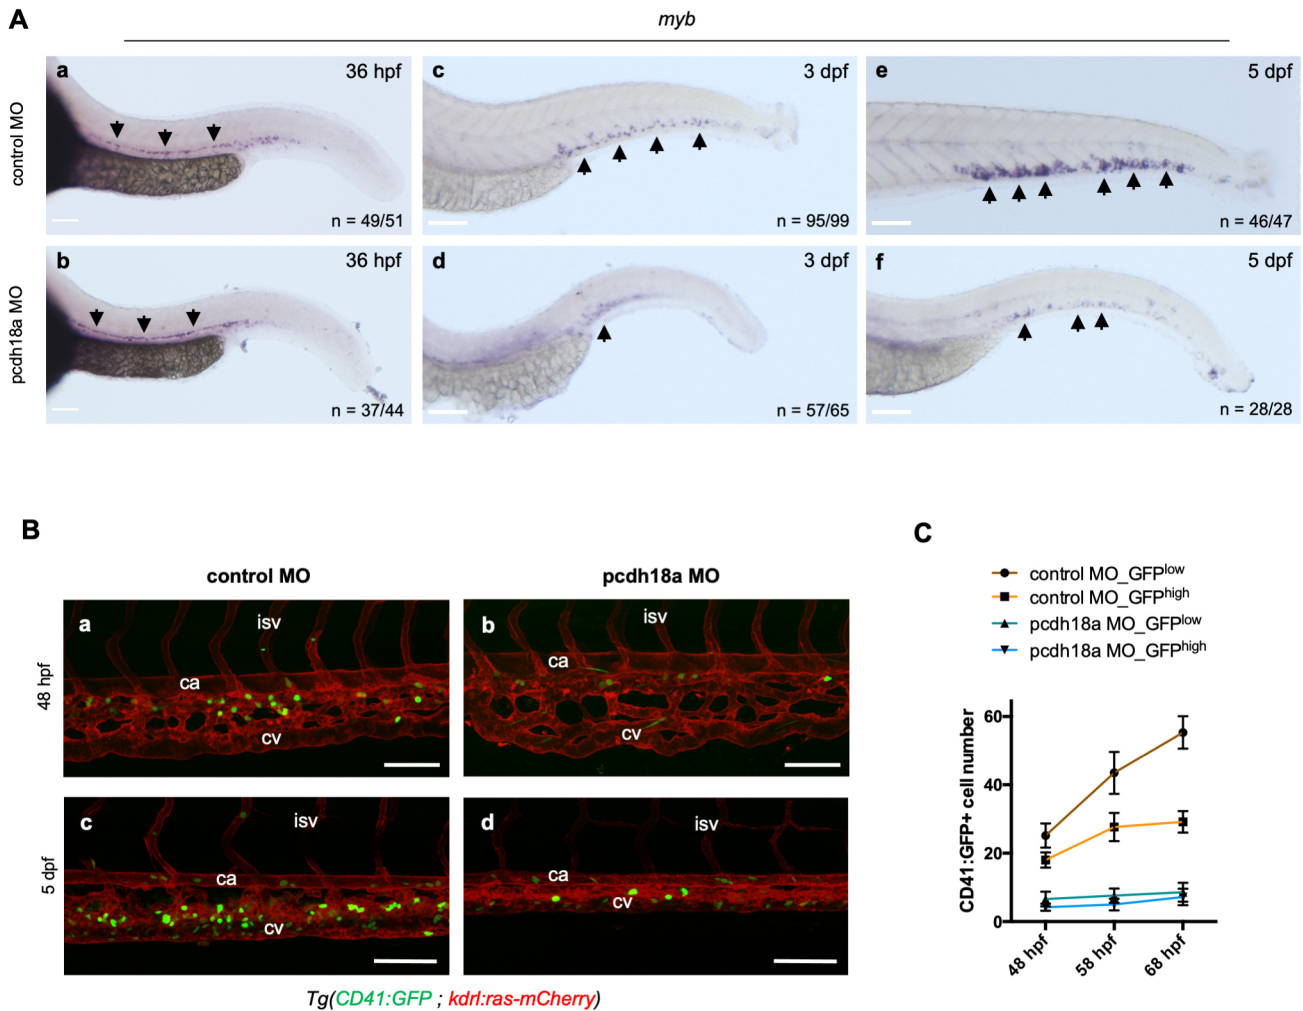 A
myb
control MO
a
36 hpf
n = 49/51
c
3 dpf
n = 95/99
e
5 dpf
n = 46/47
pcdh18a MO
b
36 hpf
n = 37/44
d
3 dpf
n = 57/65
f
5 dpf
n = 28/28
B
control MO
pcdh18a MO
48 hpf
a
isv
ca
cv
b
isv
ca
cv
5 dpf
c
isv
ca
cv
d
isv
ca
cv
Tg(CD41:GFP ; kdrl:ras-mCherry)
C
control MO_GFPlow
control MO_GFPhigh
pcdh18a MO_GFPlow
pcdh18a MO_GFPhigh
CD41:GFP+ cell number
60
40
20
0
48 hpf
58 hpf
68 hpf